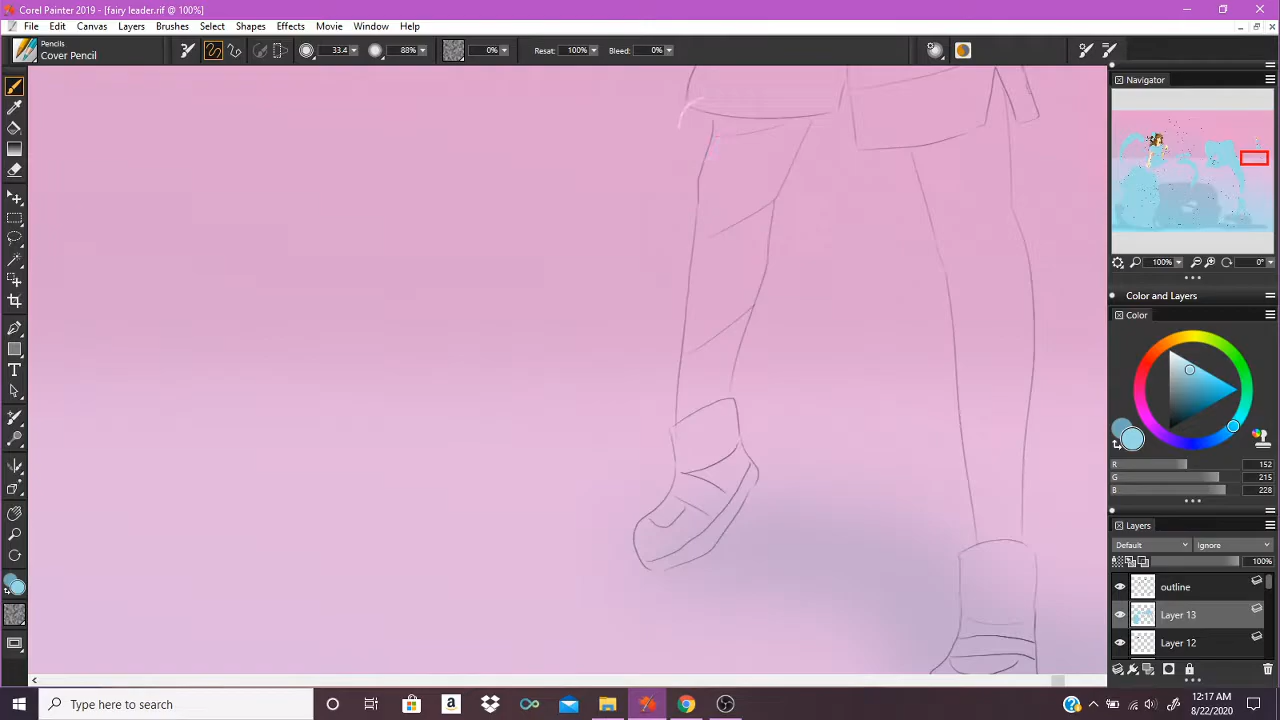 Corel Painter 2019 - [fairy leader.rif @ 100%]
File Edit Canvas Layers Brushes Select Shapes Effects Movie Window Help
Pencils
Cover Pencil
33.4 88% 0% Reset: 100% Bleed: 0%
Navigator
100% 0°
Color and Layers
Color
R 152
G 215
B 228
Layers
Default Ignore
100%
outline
Layer 13
Layer 12
Type here to search
12:17 AM
8/22/2020